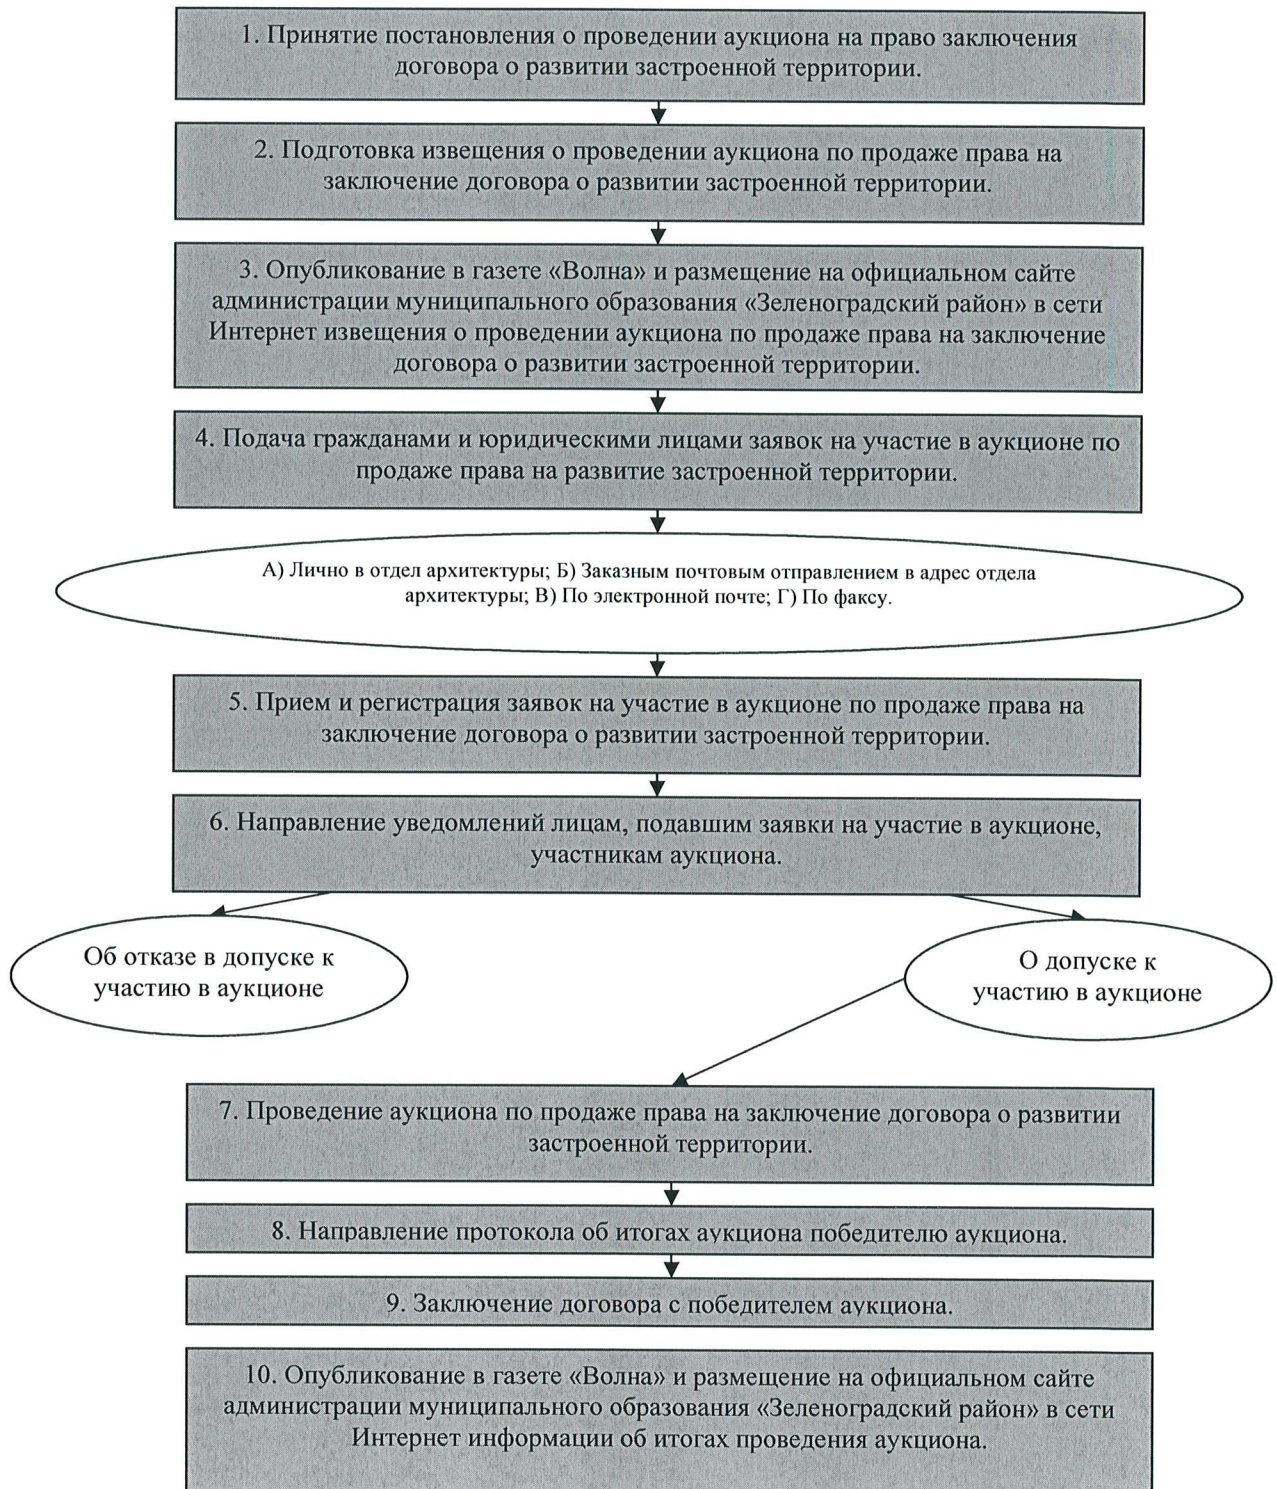 1. Принятие постановления о проведении аукциона на право заключения
договора о развитии застроенной территории.
2. Подготовка извещения о проведении аукциона по продаже права на
заключение договора о развитии застроенной территории.
3. Опубликование в газете «Волна» и размещение на официальном сайте
администрации муниципального образования «Зеленоградский район» в сети
Интернет извещения о проведении аукциона по продаже права на заключение
договора о развитии застроенной территории.
4. Подача гражданами и юридическими лицами заявок на участие в аукционе по
продаже права на развитие застроенной территории.
А) Лично в отдел архитектуры; Б) Заказным почтовым отправлением в адрес отдела
архитектуры; В) По электронной почте; Г) По факсу.
5. Прием и регистрация заявок на участие в аукционе по продаже права на
заключение договора о развитии застроенной территории.
6. Направление уведомлений лицам, подавшим заявки на участие в аукционе,
участникам аукциона.
Об отказе в допуске к
участию в аукционе
О допуске к
участию в аукционе
7. Проведение аукциона по продаже права на заключение договора о развитии
застроенной территории.
8. Направление протокола об итогах аукциона победителю аукциона.
9. Заключение договора с победителем аукциона.
10. Опубликование в газете «Волна» и размещение на официальном сайте
администрации муниципального образования «Зеленоградский район» в сети
Интернет информации об итогах проведения аукциона.